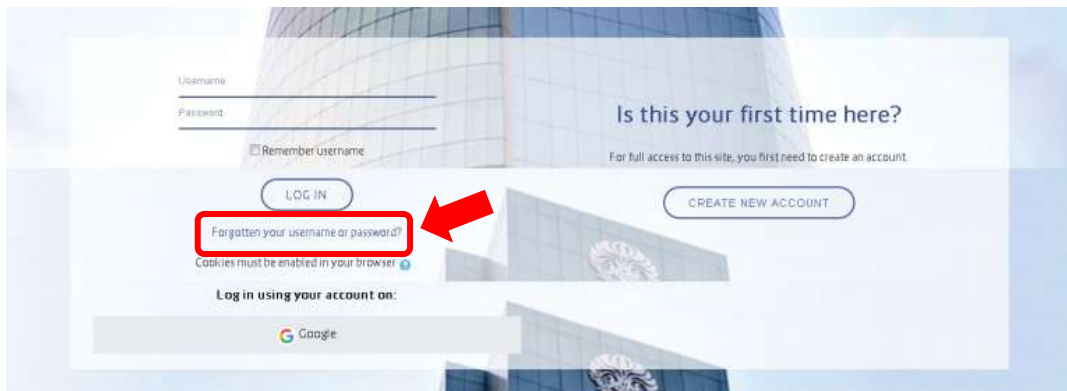 Username
Password
Remember username
LOG IN
Forgotten your username or password?
Cookies must be enabled in your browser
Log in using your account on:
Google
Is this your first time here?
For full access to this site, you first need to create an account
CREATE NEW ACCOUNT